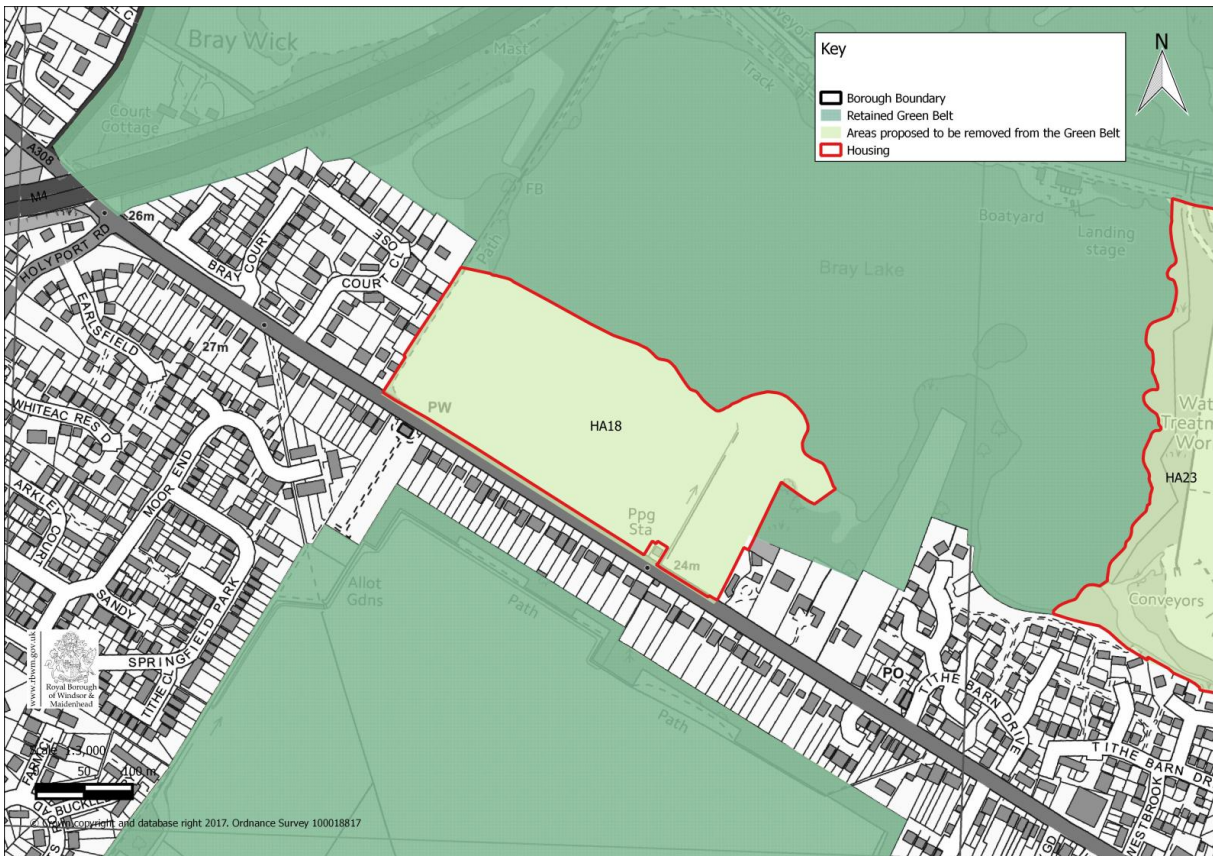 Bray Wick
Mast
Conveyor
Track
Court
Cottage
Key
Borough Boundary
Retained Green Belt
Areas proposed to be removed from the Green Belt
Housing
N
A308
M4
26m
HOLYPORT RD
BRAY COURT
COURT CLOSE
FB
Path
Boatyard
Landing
stage
Bray Lake
EARLSFIELD
27m
WHITEAC RES D
PW
HA18
MOOR END
ARKLEY COURT
SANDY
SPRINGFIELD PARK
TITHE CL
Allot
Gdns
Path
Path
Ppg
Sta
24m
HA23
Conveyors
PO
TITHE BARN DRIVE
TITHE BARN DR
www.rbwm.gov.uk
Royal Borough
of Windsor &
Maidenhead
Scale 1:3,000
50
100 m
© Crown copyright and database right 2017. Ordnance Survey 100018817